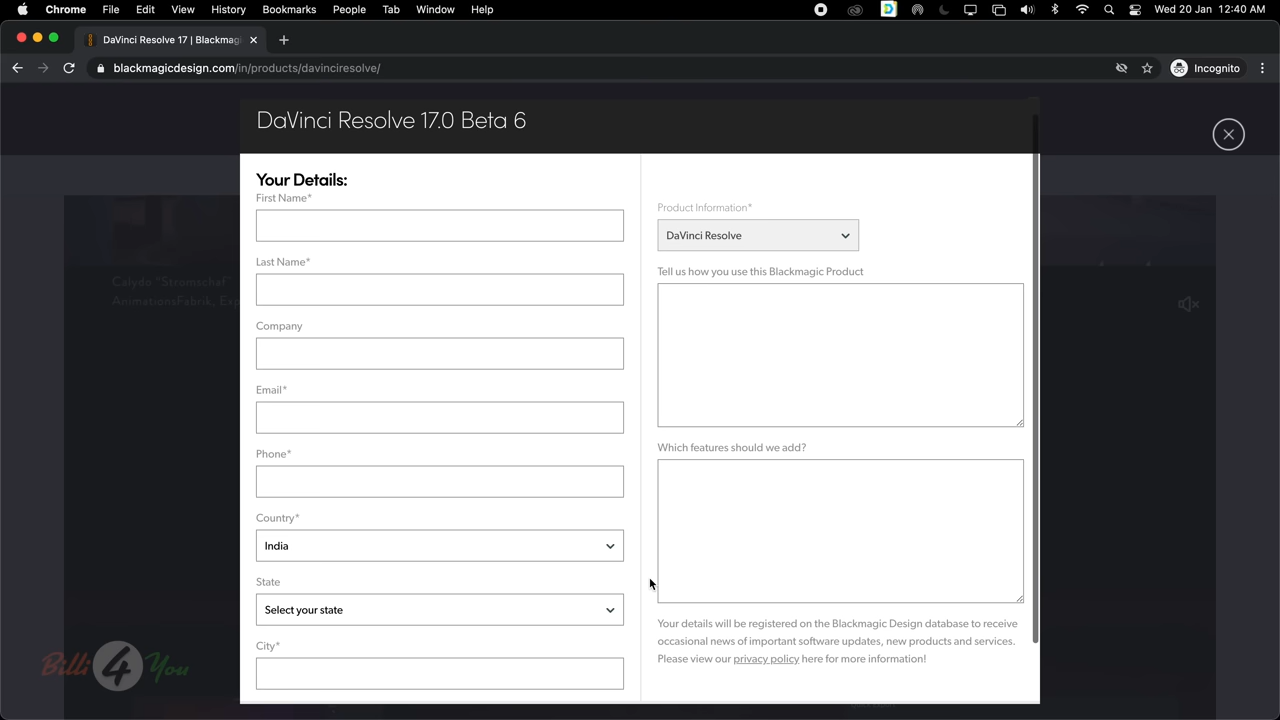 Chrome File Edit View History Bookmarks People Tab Window Help Wed 20 Jan 12:40 AM
DaVinci Resolve 17 | Blackmag
blackmagicdesign.com/in/products/davinciresolve/ Incognito
DaVinci Resolve 17.0 Beta 6
Your Details:
First Name*
Last Name*
Company
Email*
Phone*
Country*
India
State
Select your state
City*
Product Information*
DaVinci Resolve
Tell us how you use this Blackmagic Product
Which features should we add?
Your details will be registered on the Blackmagic Design database to receive
occasional news of important software updates, new products and services.
Please view our privacy policy here for more information!
Calydo "Stromschaf"
Billi 4 You